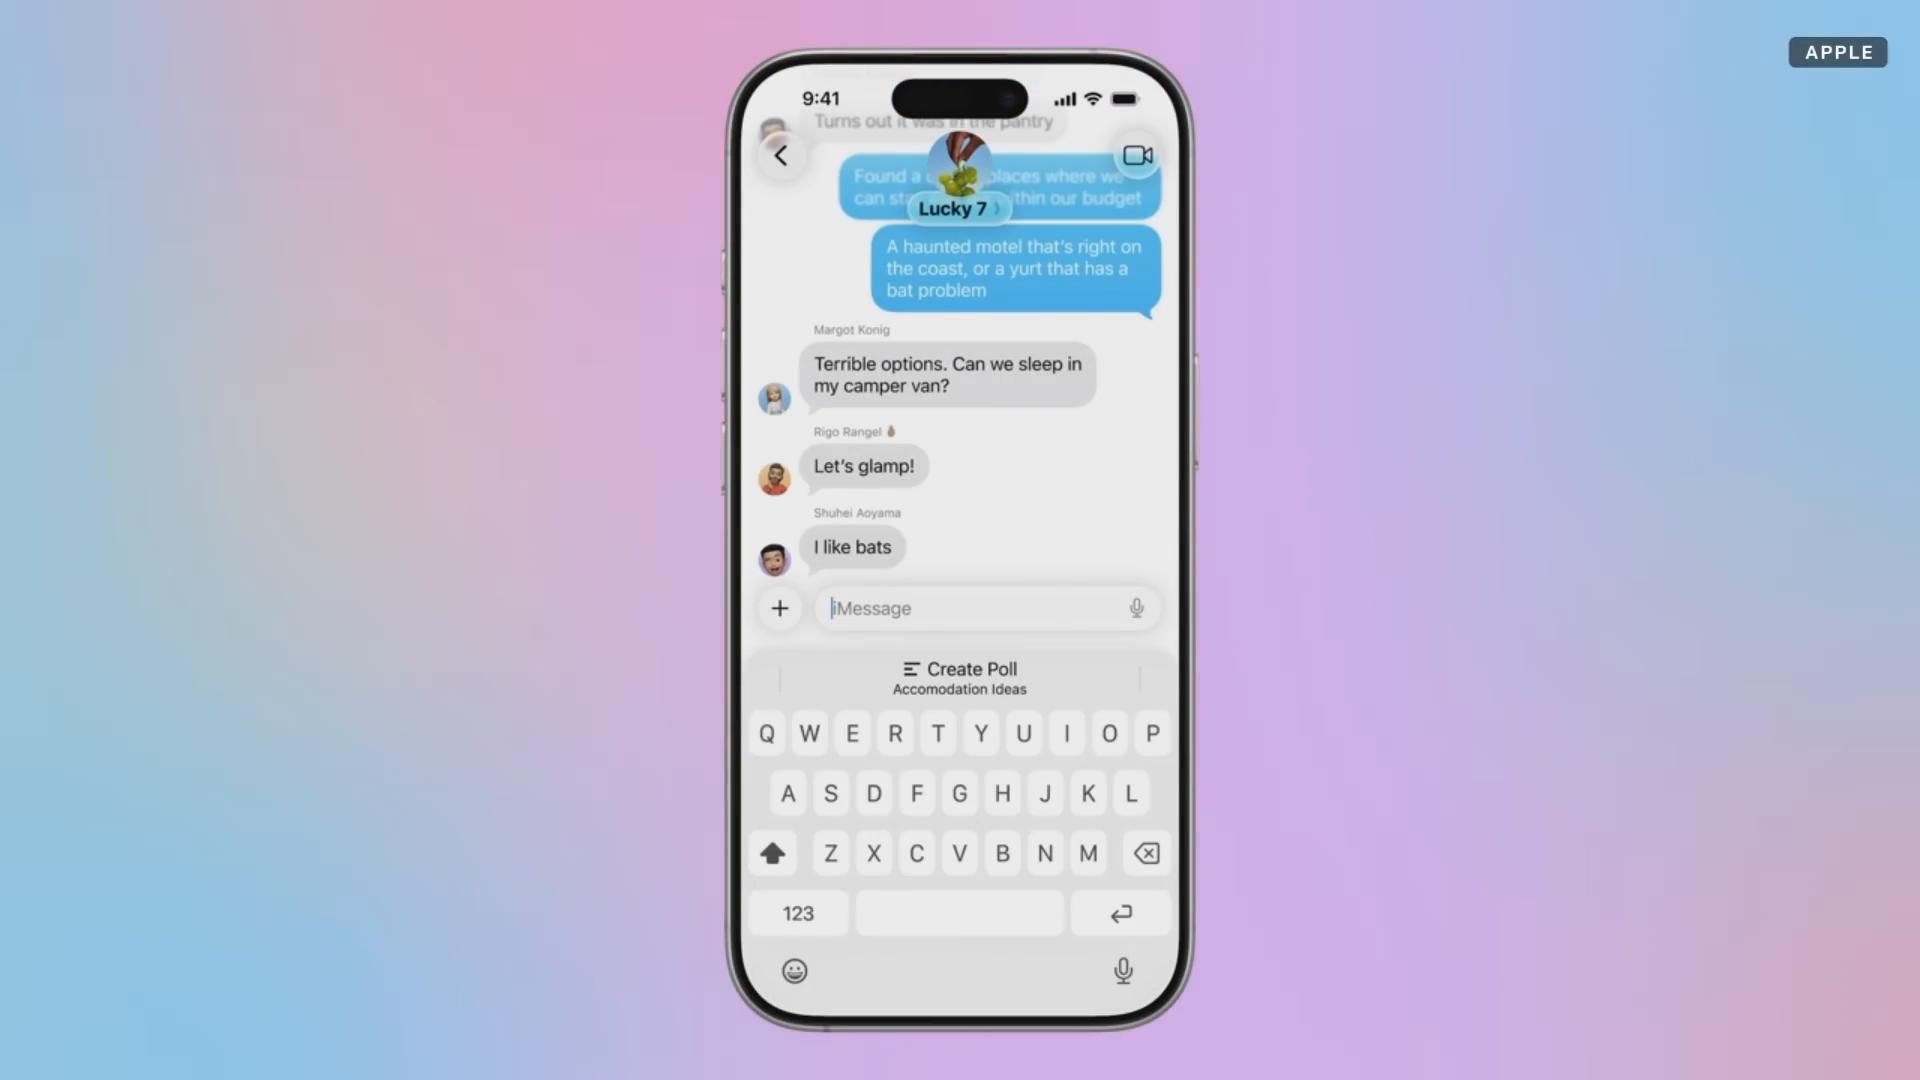 APPLE
9:41
Turns out it was in the pantry
Found a places where we
can within our budget
Lucky 7
A haunted motel that's right on
the coast, or a yurt that has a
bat problem
Margot Konig
Terrible options. Can we sleep in
my camper van?
Rigo Rangel
Let's glamp!
Shuhei Aoyama
I like bats
iMessage
Create Poll
Accomodation Ideas
Q W E R T Y U I O P
A S D F G H J K L
Z X C V B N M
123